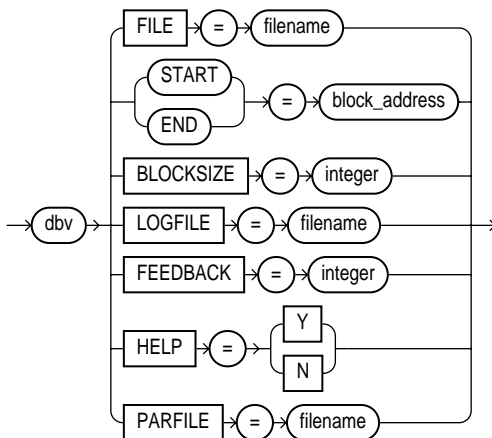 FILE = filename
START
END = block_address
BLOCKSIZE = integer
dbv LOGFILE = filename
FEEDBACK = integer
HELP = Y
N
PARFILE = filename